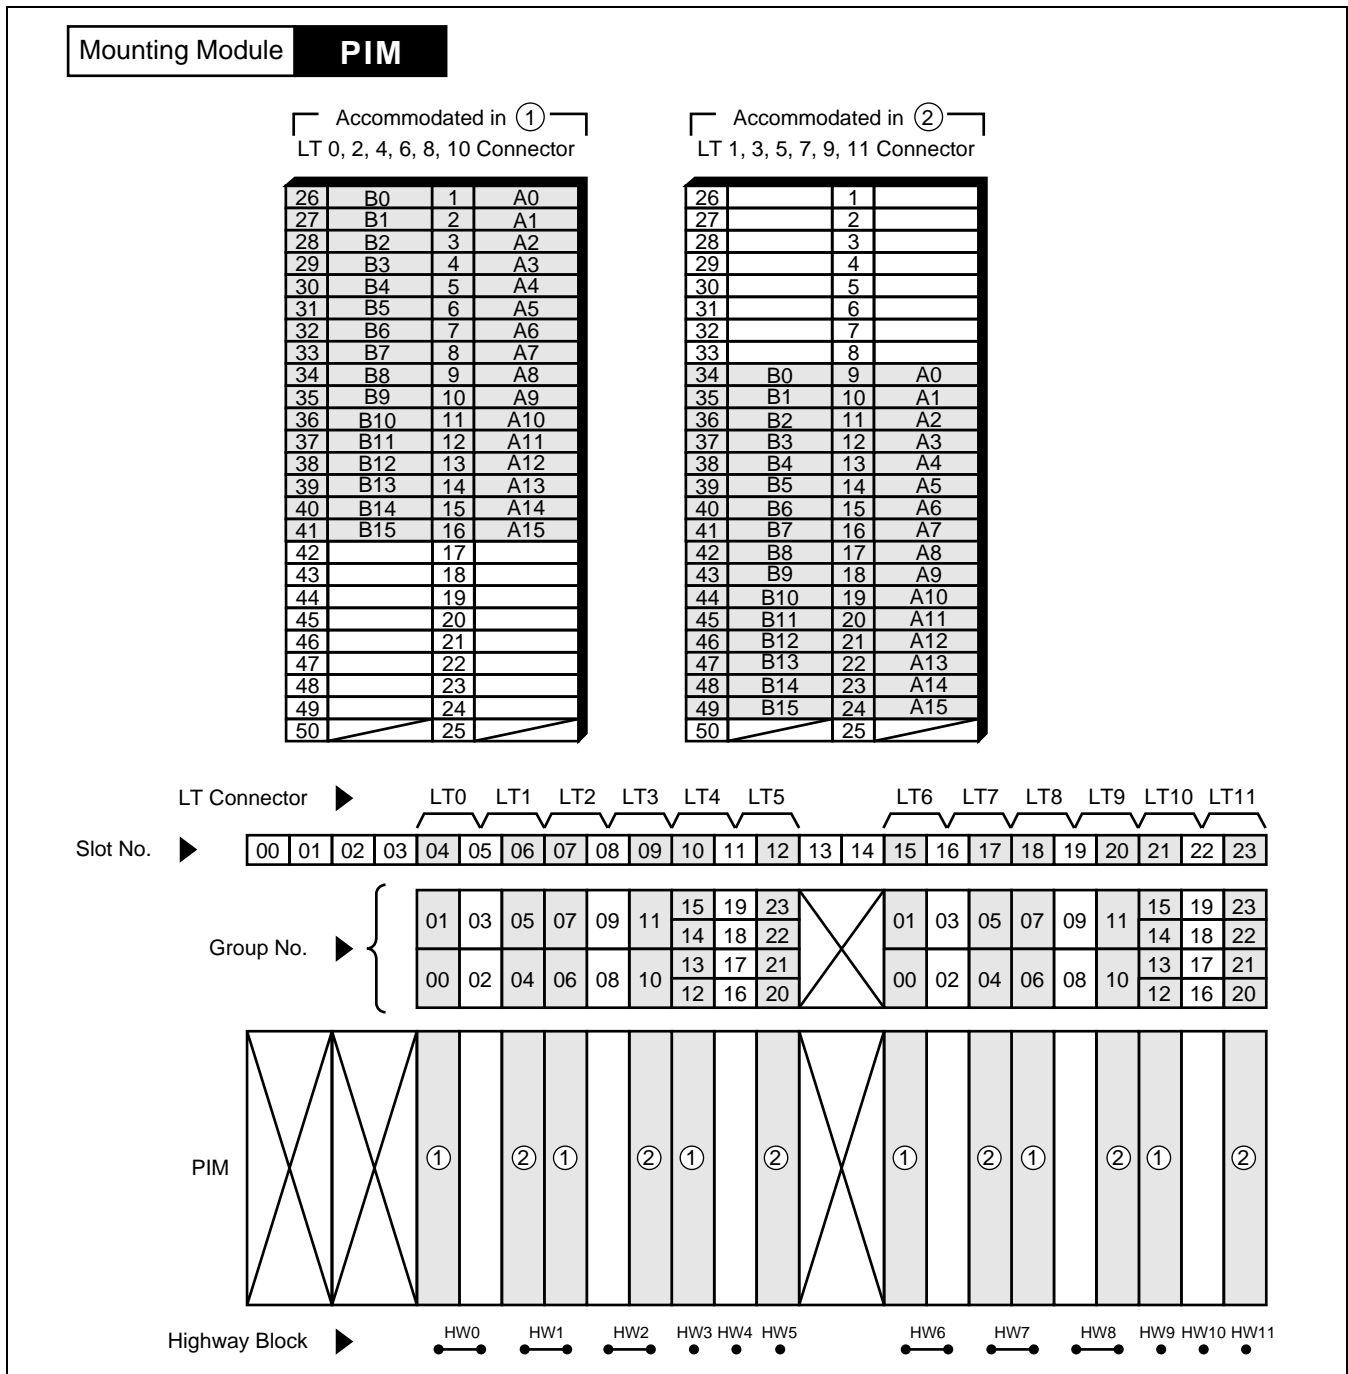 Mounting Module PIM
Accommodated in ① Accommodated in ②
LT 0, 2, 4, 6, 8, 10 Connector LT 1, 3, 5, 7, 9, 11 Connector
26 B0 1 A0 26 1
27 B1 2 A1 27 2
28 B2 3 A2 28 3
29 B3 4 A3 29 4
30 B4 5 A4 30 5
31 B5 6 A5 31 6
32 B6 7 A6 32 7
33 B7 8 A7 33 8
34 B8 9 A8 34 B0 9 A0
35 B9 10 A9 35 B1 10 A1
36 B10 11 A10 36 B2 11 A2
37 B11 12 A11 37 B3 12 A3
38 B12 13 A12 38 B4 13 A4
39 B13 14 A13 39 B5 14 A5
40 B14 15 A14 40 B6 15 A6
41 B15 16 A15 41 B7 16 A7
42 17 42 B8 17 A8
43 18 43 B9 18 A9
44 19 44 B10 19 A10
45 20 45 B11 20 A11
46 21 46 B12 21 A12
47 22 47 B13 22 A13
48 23 48 B14 23 A14
49 24 49 B15 24 A15
50 25 50 25
LT Connector LT0 LT1 LT2 LT3 LT4 LT5 LT6 LT7 LT8 LT9 LT10 LT11
Slot No. 00 01 02 03 04 05 06 07 08 09 10 11 12 13 14 15 16 17 18 19 20 21 22 23
15 19 23 15 19 23
01 03 05 07 09 11 01 03 05 07 09 11
14 18 22 14 18 22
Group No.
13 17 21 13 17 21
00 02 04 06 08 10 00 02 04 06 08 10
12 16 20 12 16 20
PIM ① ② ① ② ① ② ① ② ① ② ① ②
Highway Block HW0 HW1 HW2 HW3 HW4 HW5 HW6 HW7 HW8 HW9 HW10 HW11